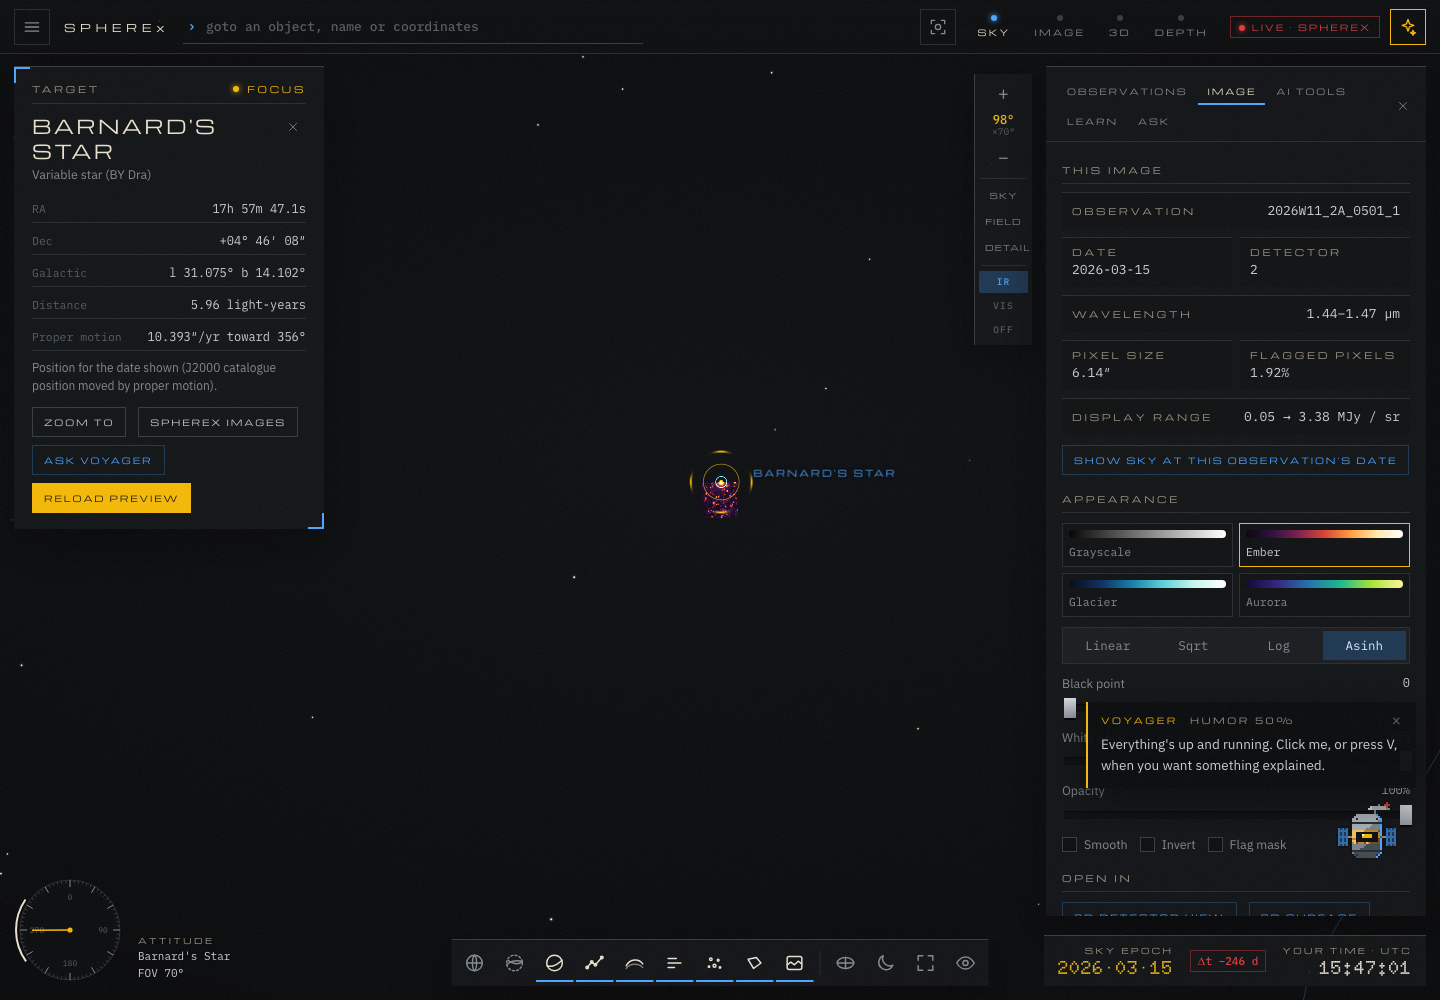 SPHEREx
› goto an object, name or coordinates
SKY
IMAGE
3D
DEPTH
LIVE · SPHEREX
TARGET
FOCUS
BARNARD'S
STAR
Variable star (BY Dra)
RA 17h 57m 47.1s
Dec +04° 46′ 08″
Galactic l 31.075° b 14.102°
Distance 5.96 light-years
Proper motion 10.393″/yr toward 356°
Position for the date shown (J2000 catalogue
position moved by proper motion).
ZOOM TO
SPHEREX IMAGES
ASK VOYAGER
RELOAD PREVIEW
BARNARD'S STAR
+
98°
×70°
−
SKY
FIELD
DETAIL
IR
VIS
OFF
OBSERVATIONS
IMAGE
AI TOOLS
LEARN
ASK
THIS IMAGE
OBSERVATION 2026W11_2A_0501_1
DATE
2026-03-15
DETECTOR
2
WAVELENGTH 1.44–1.47 µm
PIXEL SIZE
6.14″
FLAGGED PIXELS
1.92%
DISPLAY RANGE 0.05 → 3.38 MJy / sr
SHOW SKY AT THIS OBSERVATION'S DATE
APPEARANCE
Grayscale
Ember
Glacier
Aurora
Linear
Sqrt
Log
Asinh
Black point 0
VOYAGER HUMOR 50%
Everything's up and running. Click me, or press V,
when you want something explained.
Opacity 100%
Smooth
Invert
Flag mask
OPEN IN
0
90
180
270
ATTITUDE
Barnard's Star
FOV 70°
SKY EPOCH
2026·03·15
Δt −246 d
YOUR TIME · UTC
15:47:01